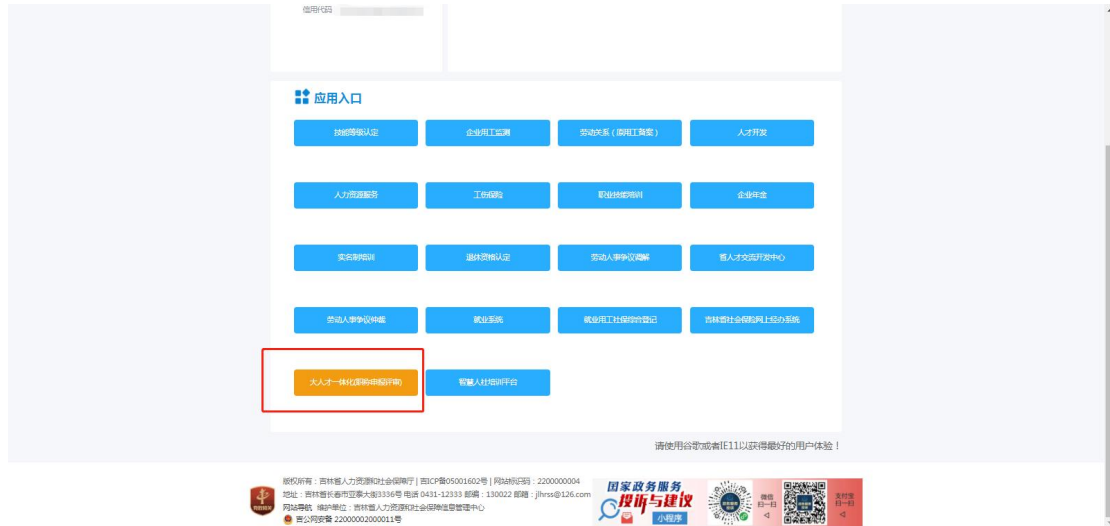 信用代码
应用入口
技能等级认定
企业用工监测
劳动关系（原用工备案）
人才开发
人力资源服务
工伤保险
职业技能培训
企业年金
实名制培训
退休资格认定
劳动人事争议调解
省人才交流开发中心
劳动人事争议仲裁
就业系统
就业用工社保综合登记
吉林省社会保险网上经办系统
大人才一体化(职称申报评审)
智慧人社培训平台
请使用谷歌或者IE11以获得最好的用户体验！
版权所有：吉林省人力资源和社会保障厅 | 吉ICP备05001602号 | 网站标识码：2200000004
地址：吉林省长春市亚泰大街3336号 电话 0431-12333 邮编：130022 邮箱：jlhrss@126.com
网站导航 维护单位：吉林省人力资源和社会保障信息管理中心
吉公网安备 22000002000011号
国家政务服务
投诉与建议
小程序
微信
扫一扫
支付宝
扫一扫